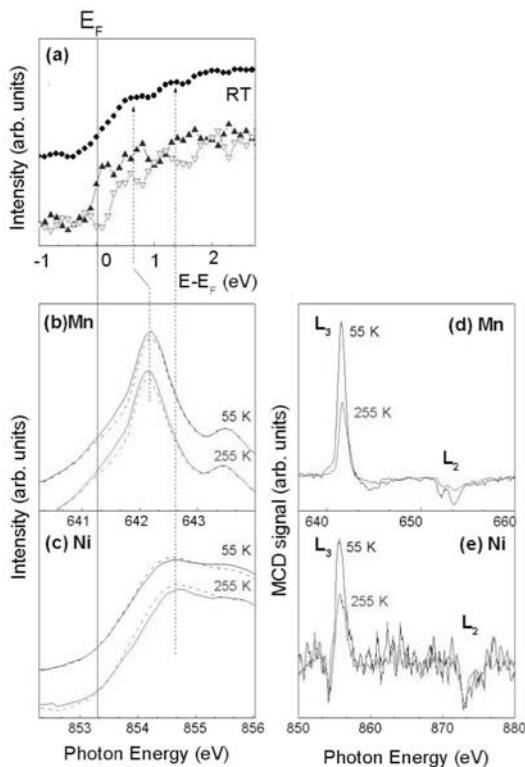 E_F
(a)
RT
Intensity (arb. units)
-1 0 1 2
E-E_F (eV)
(b)Mn
55 K
255 K
641 642 643
Intensity (arb. units)
(c) Ni
55 K
255 K
853 854 855 856
Photon Energy (eV)
(d) Mn
L_3
55 K
255 K
L_2
640 650 660
MCD signal (arb. units)
(e) Ni
L_3
55 K
255 K
L_2
850 860 870 880
Photon Energy (eV)